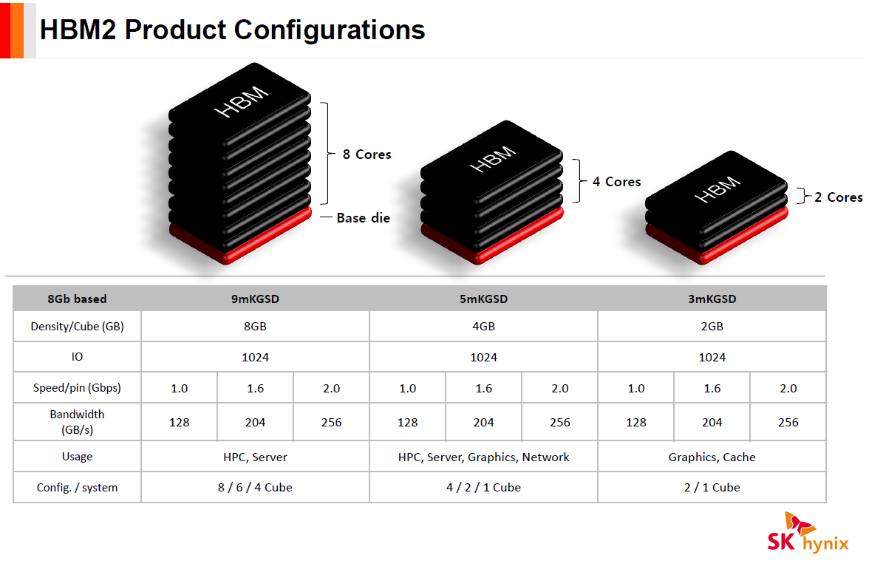 HBM2 Product Configurations
HBM
8 Cores
Base die
HBM
4 Cores
HBM
2 Cores
8Gb based 9mKGSD 5mKGSD 3mKGSD
Density/Cube (GB) 8GB 4GB 2GB
IO 1024 1024 1024
Speed/pin (Gbps) 1.0 1.6 2.0 1.0 1.6 2.0 1.0 1.6 2.0
Bandwidth
(GB/s) 128 204 256 128 204 256 128 204 256
Usage HPC, Server HPC, Server, Graphics, Network Graphics, Cache
Config. / system 8 / 6 / 4 Cube 4 / 2 / 1 Cube 2 / 1 Cube
SK hynix